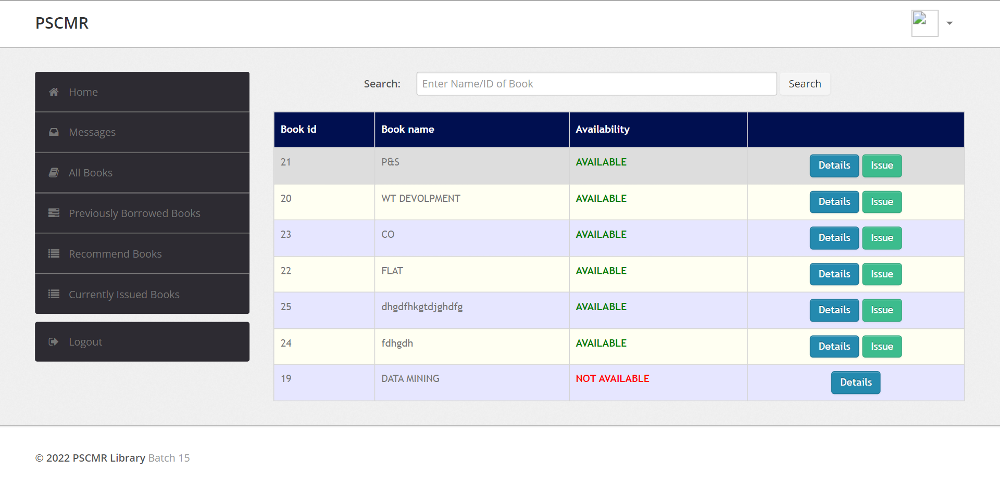 PSCMR
Home
Messages
All Books
Previously Borrowed Books
Recommend Books
Currently Issued Books
Logout
Search: Enter Name/ID of Book Search
Book id Book name Availability
21 P&S AVAILABLE Details Issue
20 WT DEVOLPMENT AVAILABLE Details Issue
23 CO AVAILABLE Details Issue
22 FLAT AVAILABLE Details Issue
25 dhgdfhkgtdjghdfg AVAILABLE Details Issue
24 fdhgdh AVAILABLE Details Issue
19 DATA MINING NOT AVAILABLE Details
© 2022 PSCMR Library Batch 15